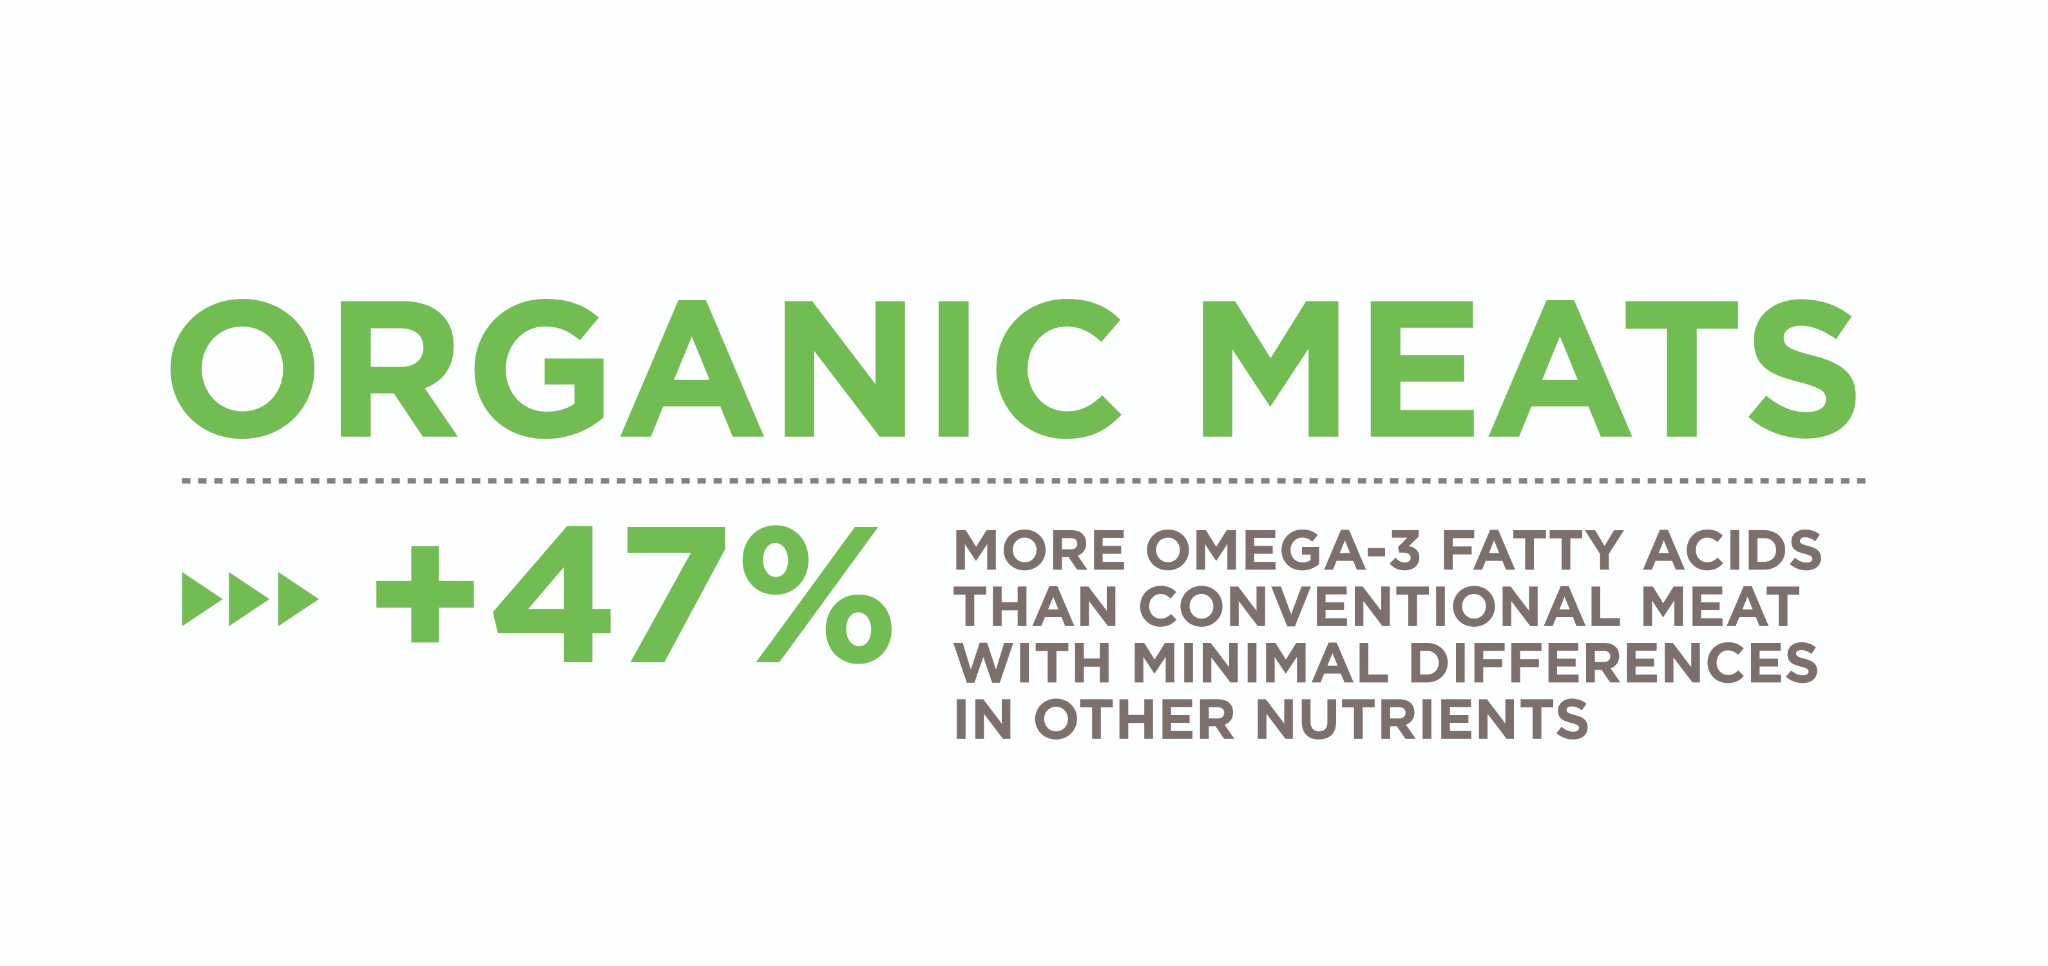 ORGANIC MEATS
+47%
MORE OMEGA-3 FATTY ACIDS
THAN CONVENTIONAL MEAT
WITH MINIMAL DIFFERENCES
IN OTHER NUTRIENTS